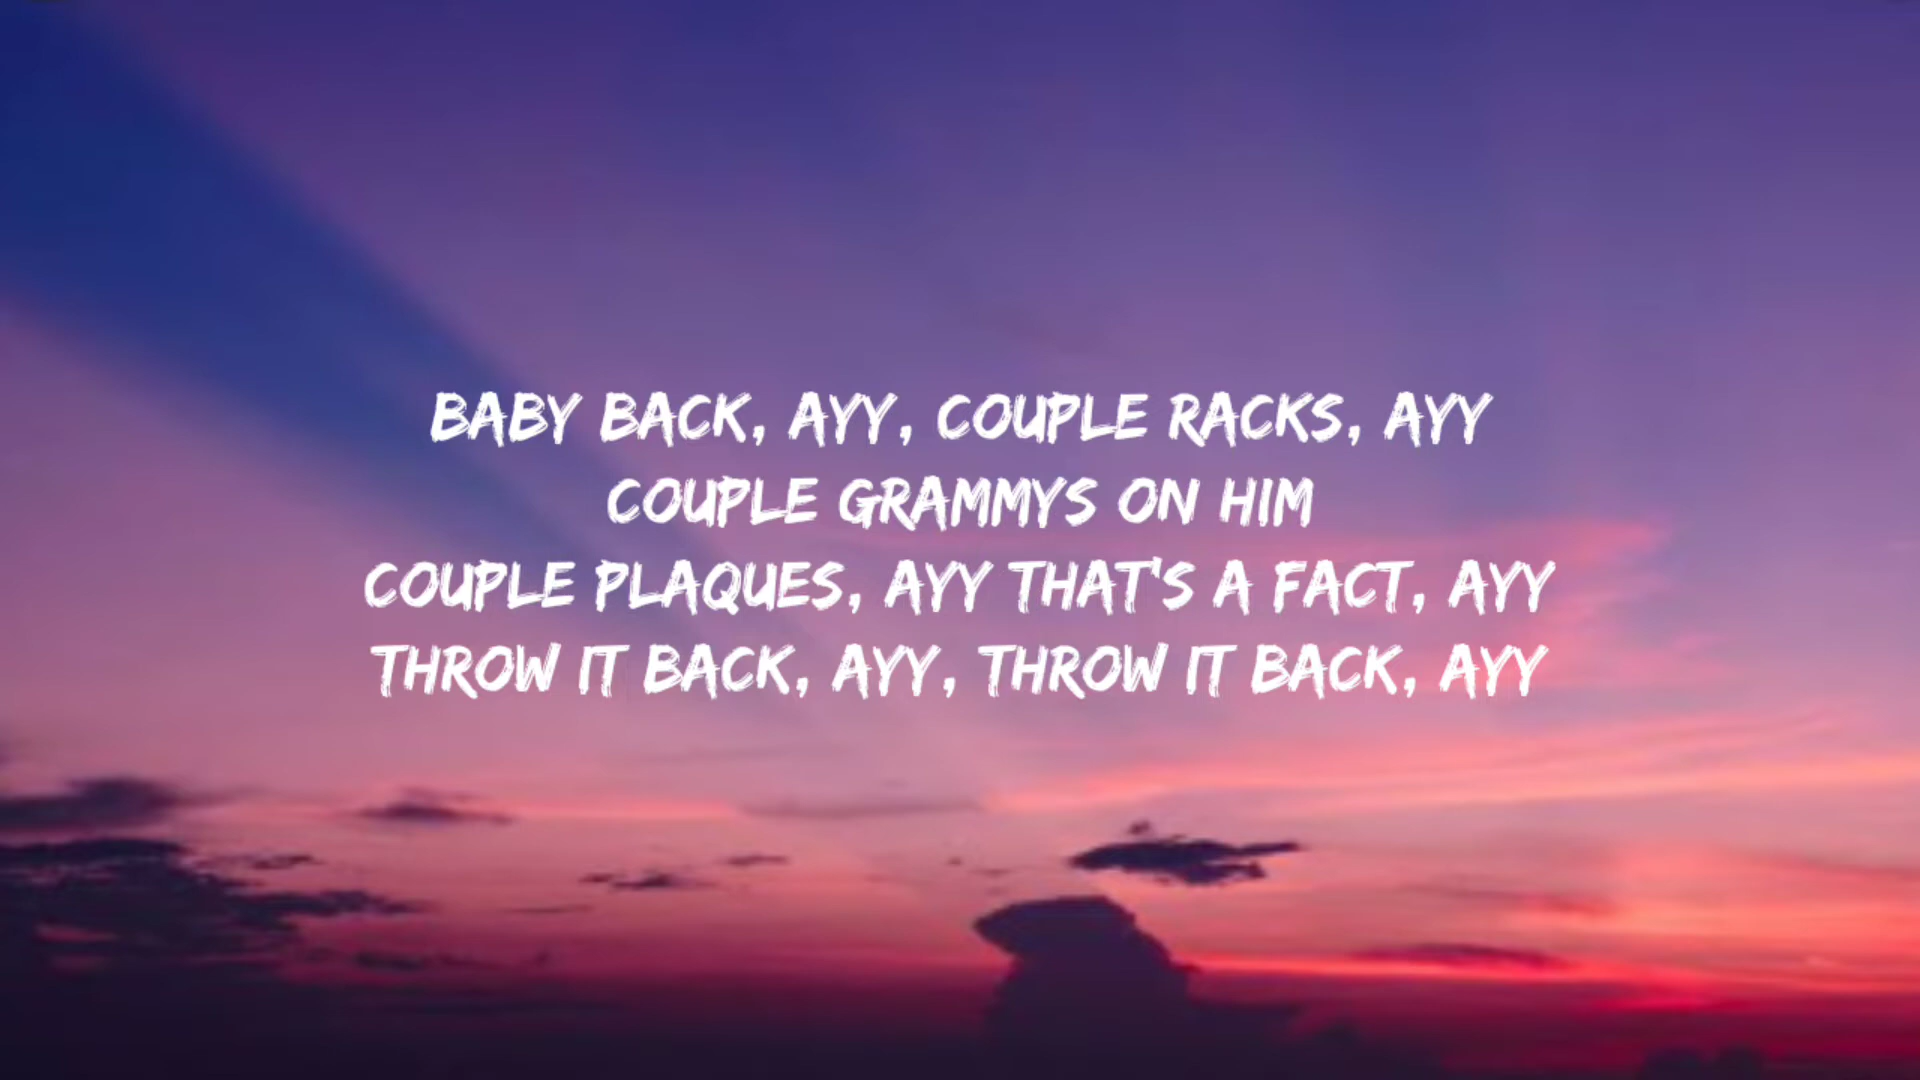 BABY BACK, AYY, COUPLE RACKS, AYY
COUPLE GRAMMYS ON HIM
COUPLE PLAQUES, AYY THAT'S A FACT, AYY
THROW IT BACK, AYY, THROW IT BACK, AYY